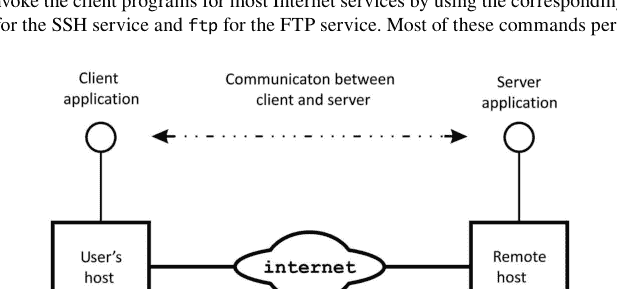 voke the client programs for most Internet services by using the corresponding
for the SSH service and ftp for the FTP service. Most of these commands per
Client
application
Communicaton between
client and server
Server
application
User's
host
internet
Remote
host